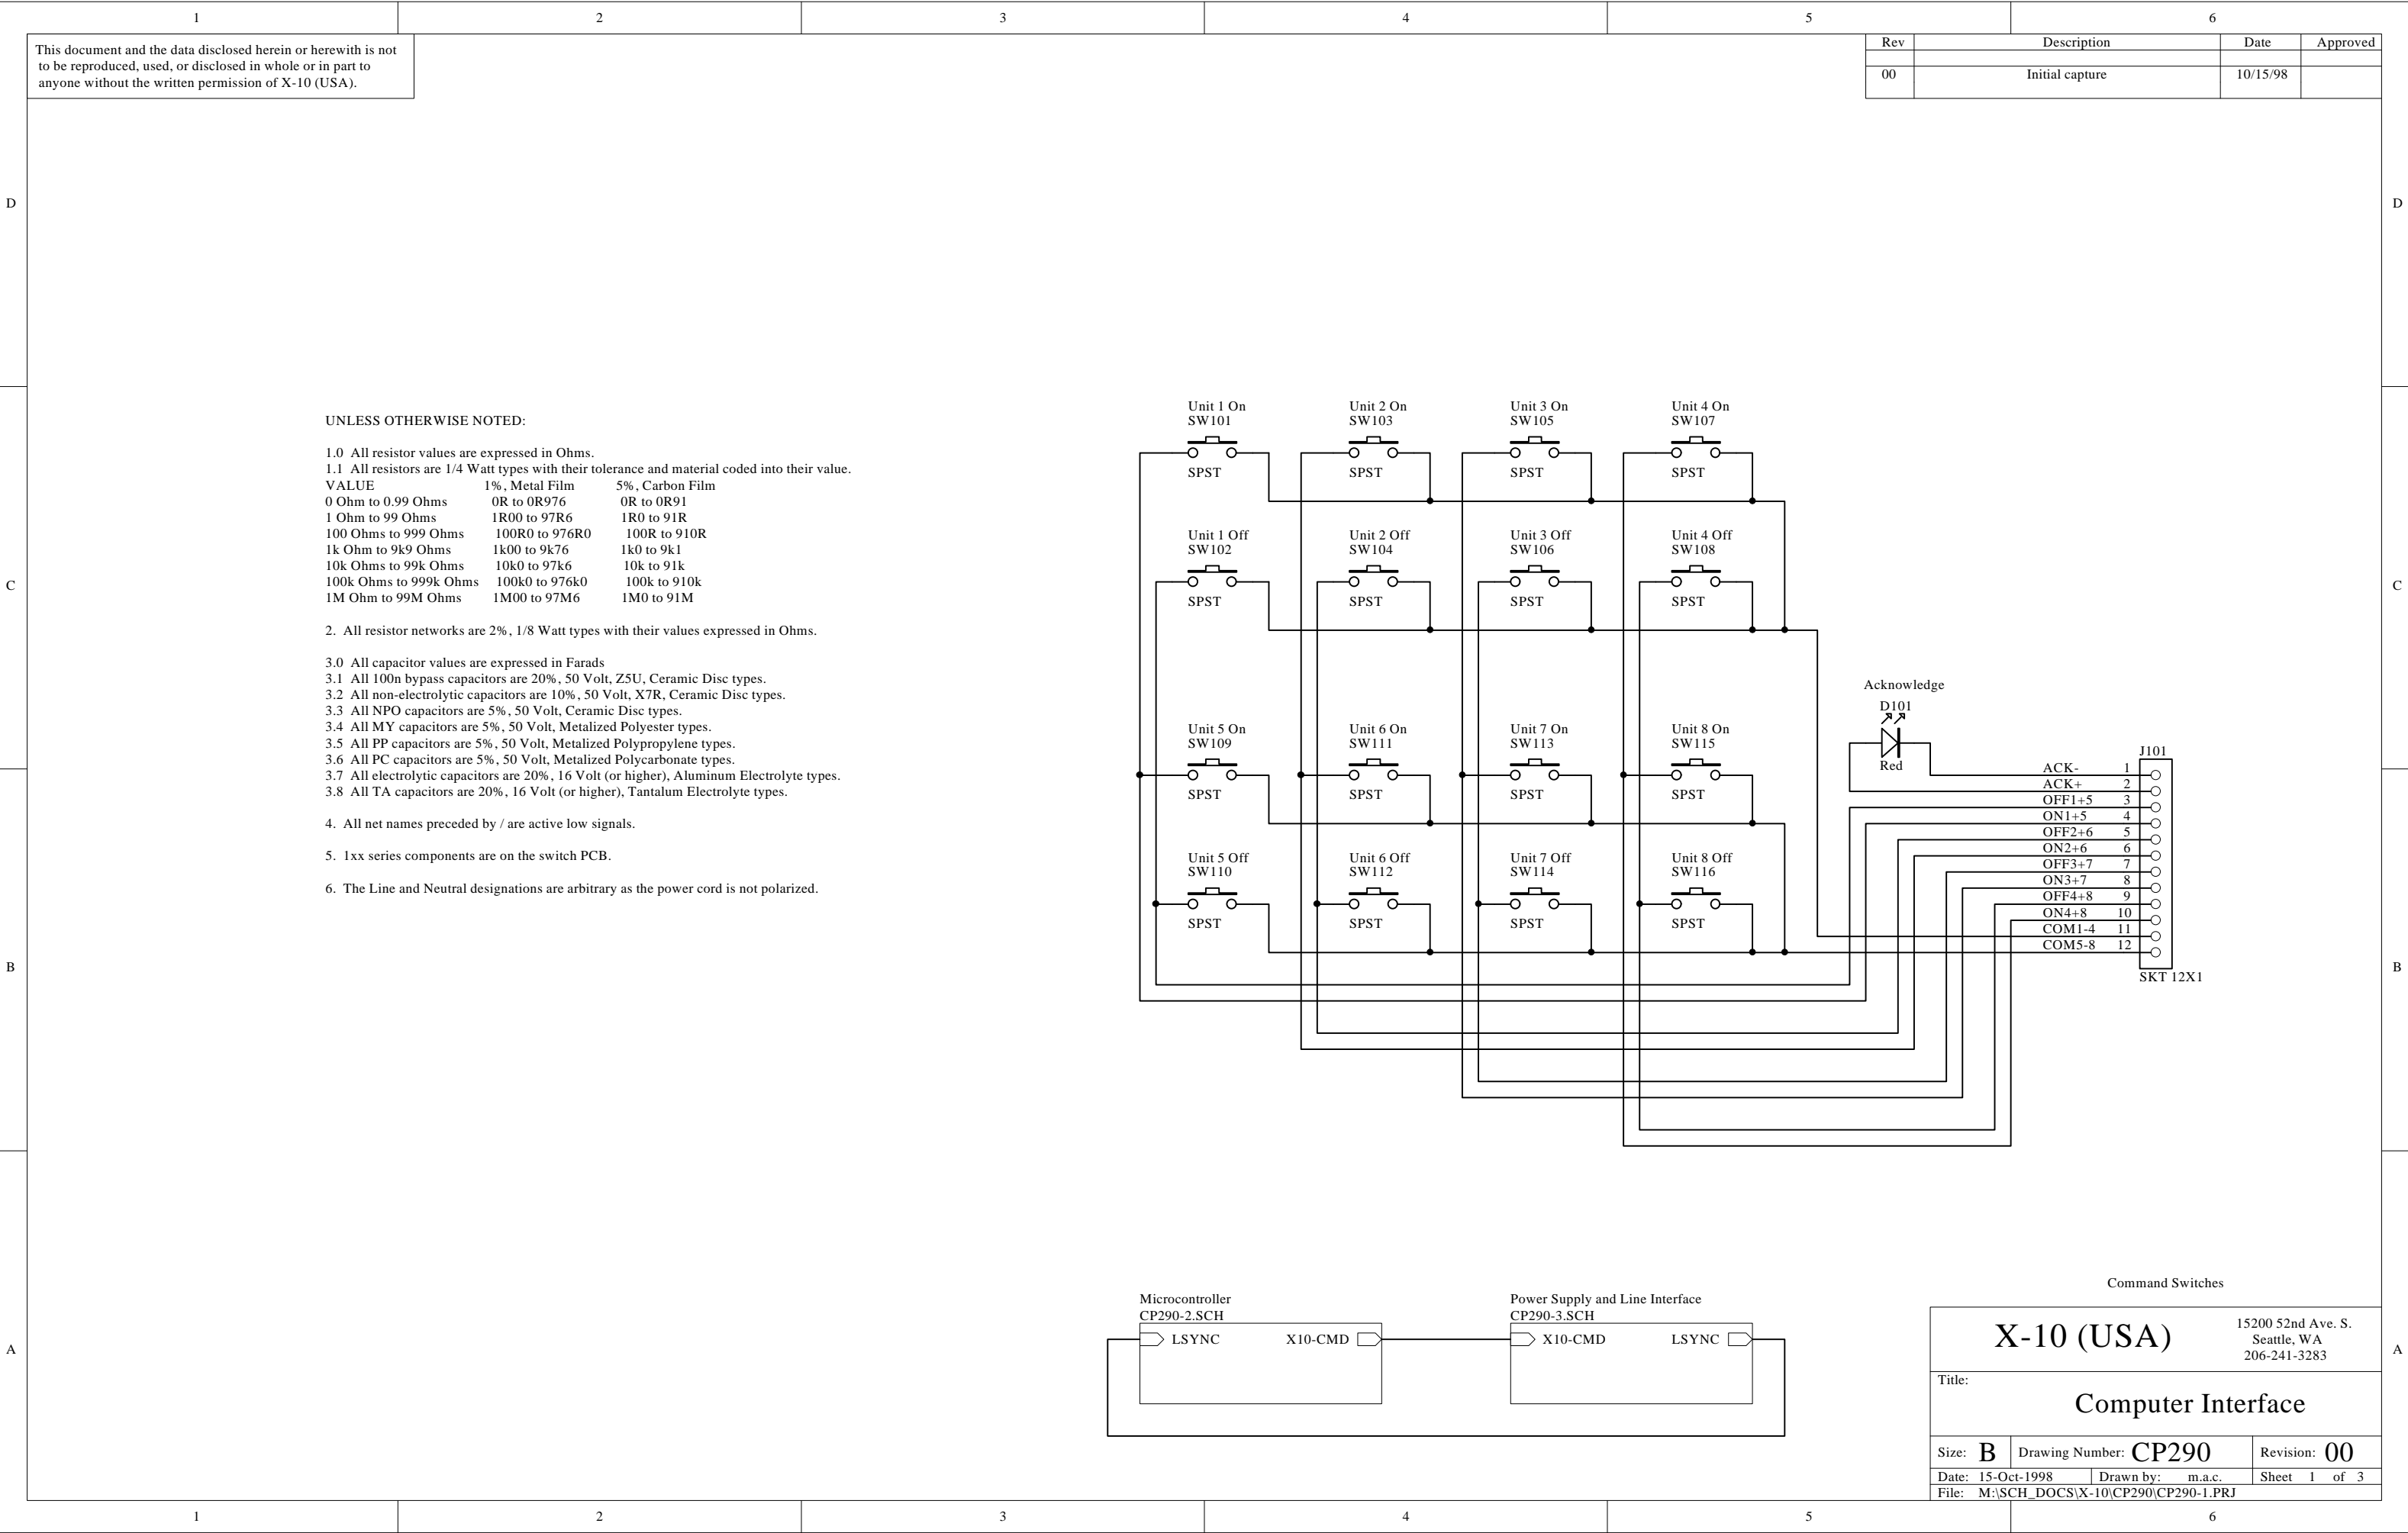 1 2 3 4 5 6
This document and the data disclosed herein or herewith is not
to be reproduced, used, or disclosed in whole or in part to
anyone without the written permission of X-10 (USA).
Rev Description Date Approved
00 Initial capture 10/15/98
D D
UNLESS OTHERWISE NOTED:
1.0 All resistor values are expressed in Ohms.
1.1 All resistors are 1/4 Watt types with their tolerance and material coded into their value.
VALUE 1%, Metal Film 5%, Carbon Film
0 Ohm to 0.99 Ohms 0R to 0R976 0R to 0R91
1 Ohm to 99 Ohms 1R00 to 97R6 1R0 to 91R
100 Ohms to 999 Ohms 100R0 to 976R0 100R to 910R
1k Ohm to 9k9 Ohms 1k00 to 9k76 1k0 to 9k1
10k Ohms to 99k Ohms 10k0 to 97k6 10k to 91k
100k Ohms to 999k Ohms 100k0 to 976k0 100k to 910k
1M Ohm to 99M Ohms 1M00 to 97M6 1M0 to 91M
2. All resistor networks are 2%, 1/8 Watt types with their values expressed in Ohms.
3.0 All capacitor values are expressed in Farads
3.1 All 100n bypass capacitors are 20%, 50 Volt, Z5U, Ceramic Disc types.
3.2 All non-electrolytic capacitors are 10%, 50 Volt, X7R, Ceramic Disc types.
3.3 All NPO capacitors are 5%, 50 Volt, Ceramic Disc types.
3.4 All MY capacitors are 5%, 50 Volt, Metalized Polyester types.
3.5 All PP capacitors are 5%, 50 Volt, Metalized Polypropylene types.
3.6 All PC capacitors are 5%, 50 Volt, Metalized Polycarbonate types.
3.7 All electrolytic capacitors are 20%, 16 Volt (or higher), Aluminum Electrolyte types.
3.8 All TA capacitors are 20%, 16 Volt (or higher), Tantalum Electrolyte types.
4. All net names preceded by / are active low signals.
5. 1xx series components are on the switch PCB.
6. The Line and Neutral designations are arbitrary as the power cord is not polarized.
Unit 1 On Unit 2 On Unit 3 On Unit 4 On
SW101 SW103 SW105 SW107
SPST SPST SPST SPST
Unit 1 Off Unit 2 Off Unit 3 Off Unit 4 Off
SW102 SW104 SW106 SW108
SPST SPST SPST SPST
C C
Unit 5 On Unit 6 On Unit 7 On Unit 8 On
SW109 SW111 SW113 SW115
SPST SPST SPST SPST
Unit 5 Off Unit 6 Off Unit 7 Off Unit 8 Off
SW110 SW112 SW114 SW116
SPST SPST SPST SPST
Acknowledge
D101
Red
J101
ACK- 1
ACK+ 2
OFF1+5 3
ON1+5 4
OFF2+6 5
ON2+6 6
OFF3+7 7
ON3+7 8
OFF4+8 9
ON4+8 10
COM1-4 11
COM5-8 12
SKT 12X1
B B
Microcontroller
CP290-2.SCH
LSYNC X10-CMD
Power Supply and Line Interface
CP290-3.SCH
X10-CMD LSYNC
A A
Command Switches
X-10 (USA)
15200 52nd Ave. S.
Seattle, WA
206-241-3283
Title:
Computer Interface
Size: B Drawing Number: CP290 Revision: 00
Date: 15-Oct-1998 Drawn by: m.a.c. Sheet 1 of 3
File: M:\SCH_DOCS\X-10\CP290\CP290-1.PRJ
1 2 3 4 5 6